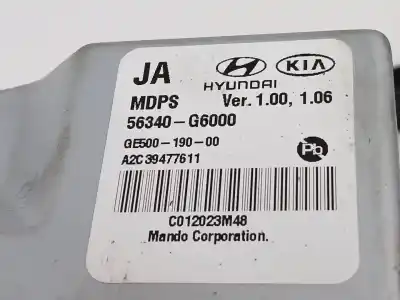 JA HYUNDAI KIA
MDPS Ver. 1.00, 1.06
56340-G6000
GE500-190-00
A2C39477611
Pb
C012023M48
Mando Corporation.